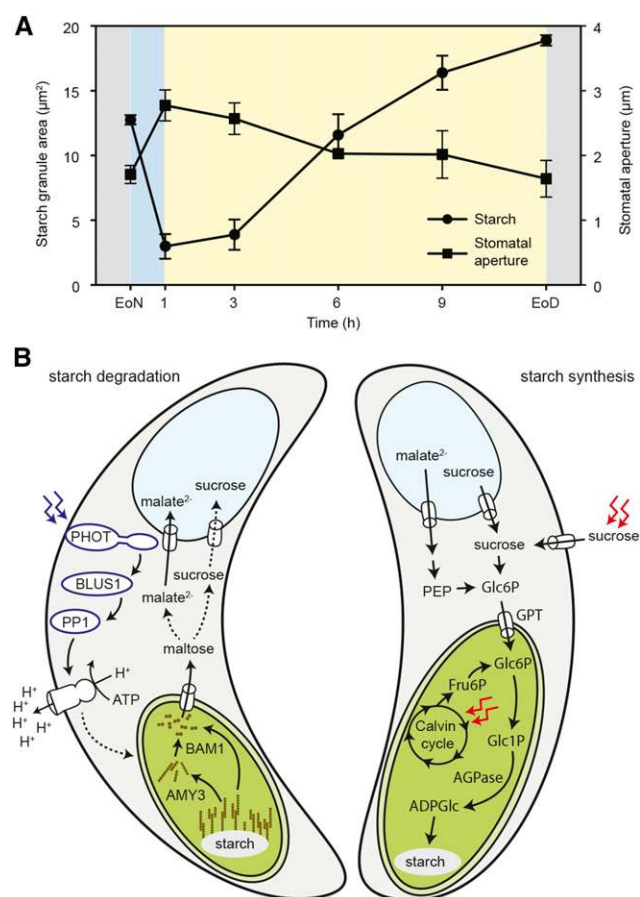 A
Starch granule area (µm²)
20
15
10
5
0
Stomatal aperture (µm)
4
3
2
1
0
Starch
Stomatal
aperture
EoN 1 3 6 9 EoD
Time (h)
B
starch degradation
malate²⁻
sucrose
PHOT
BLUS1
PP1
sucrose
malate²⁻
maltose
H⁺
ATP
H⁺
H⁺
H⁺
H⁺
H⁺
BAM1
AMY3
starch
starch synthesis
malate²⁻
sucrose
sucrose
sucrose
PEP
Glc6P
GPT
Glc6P
Fru6P
Calvin
cycle
Glc1P
AGPase
ADPGlc
starch